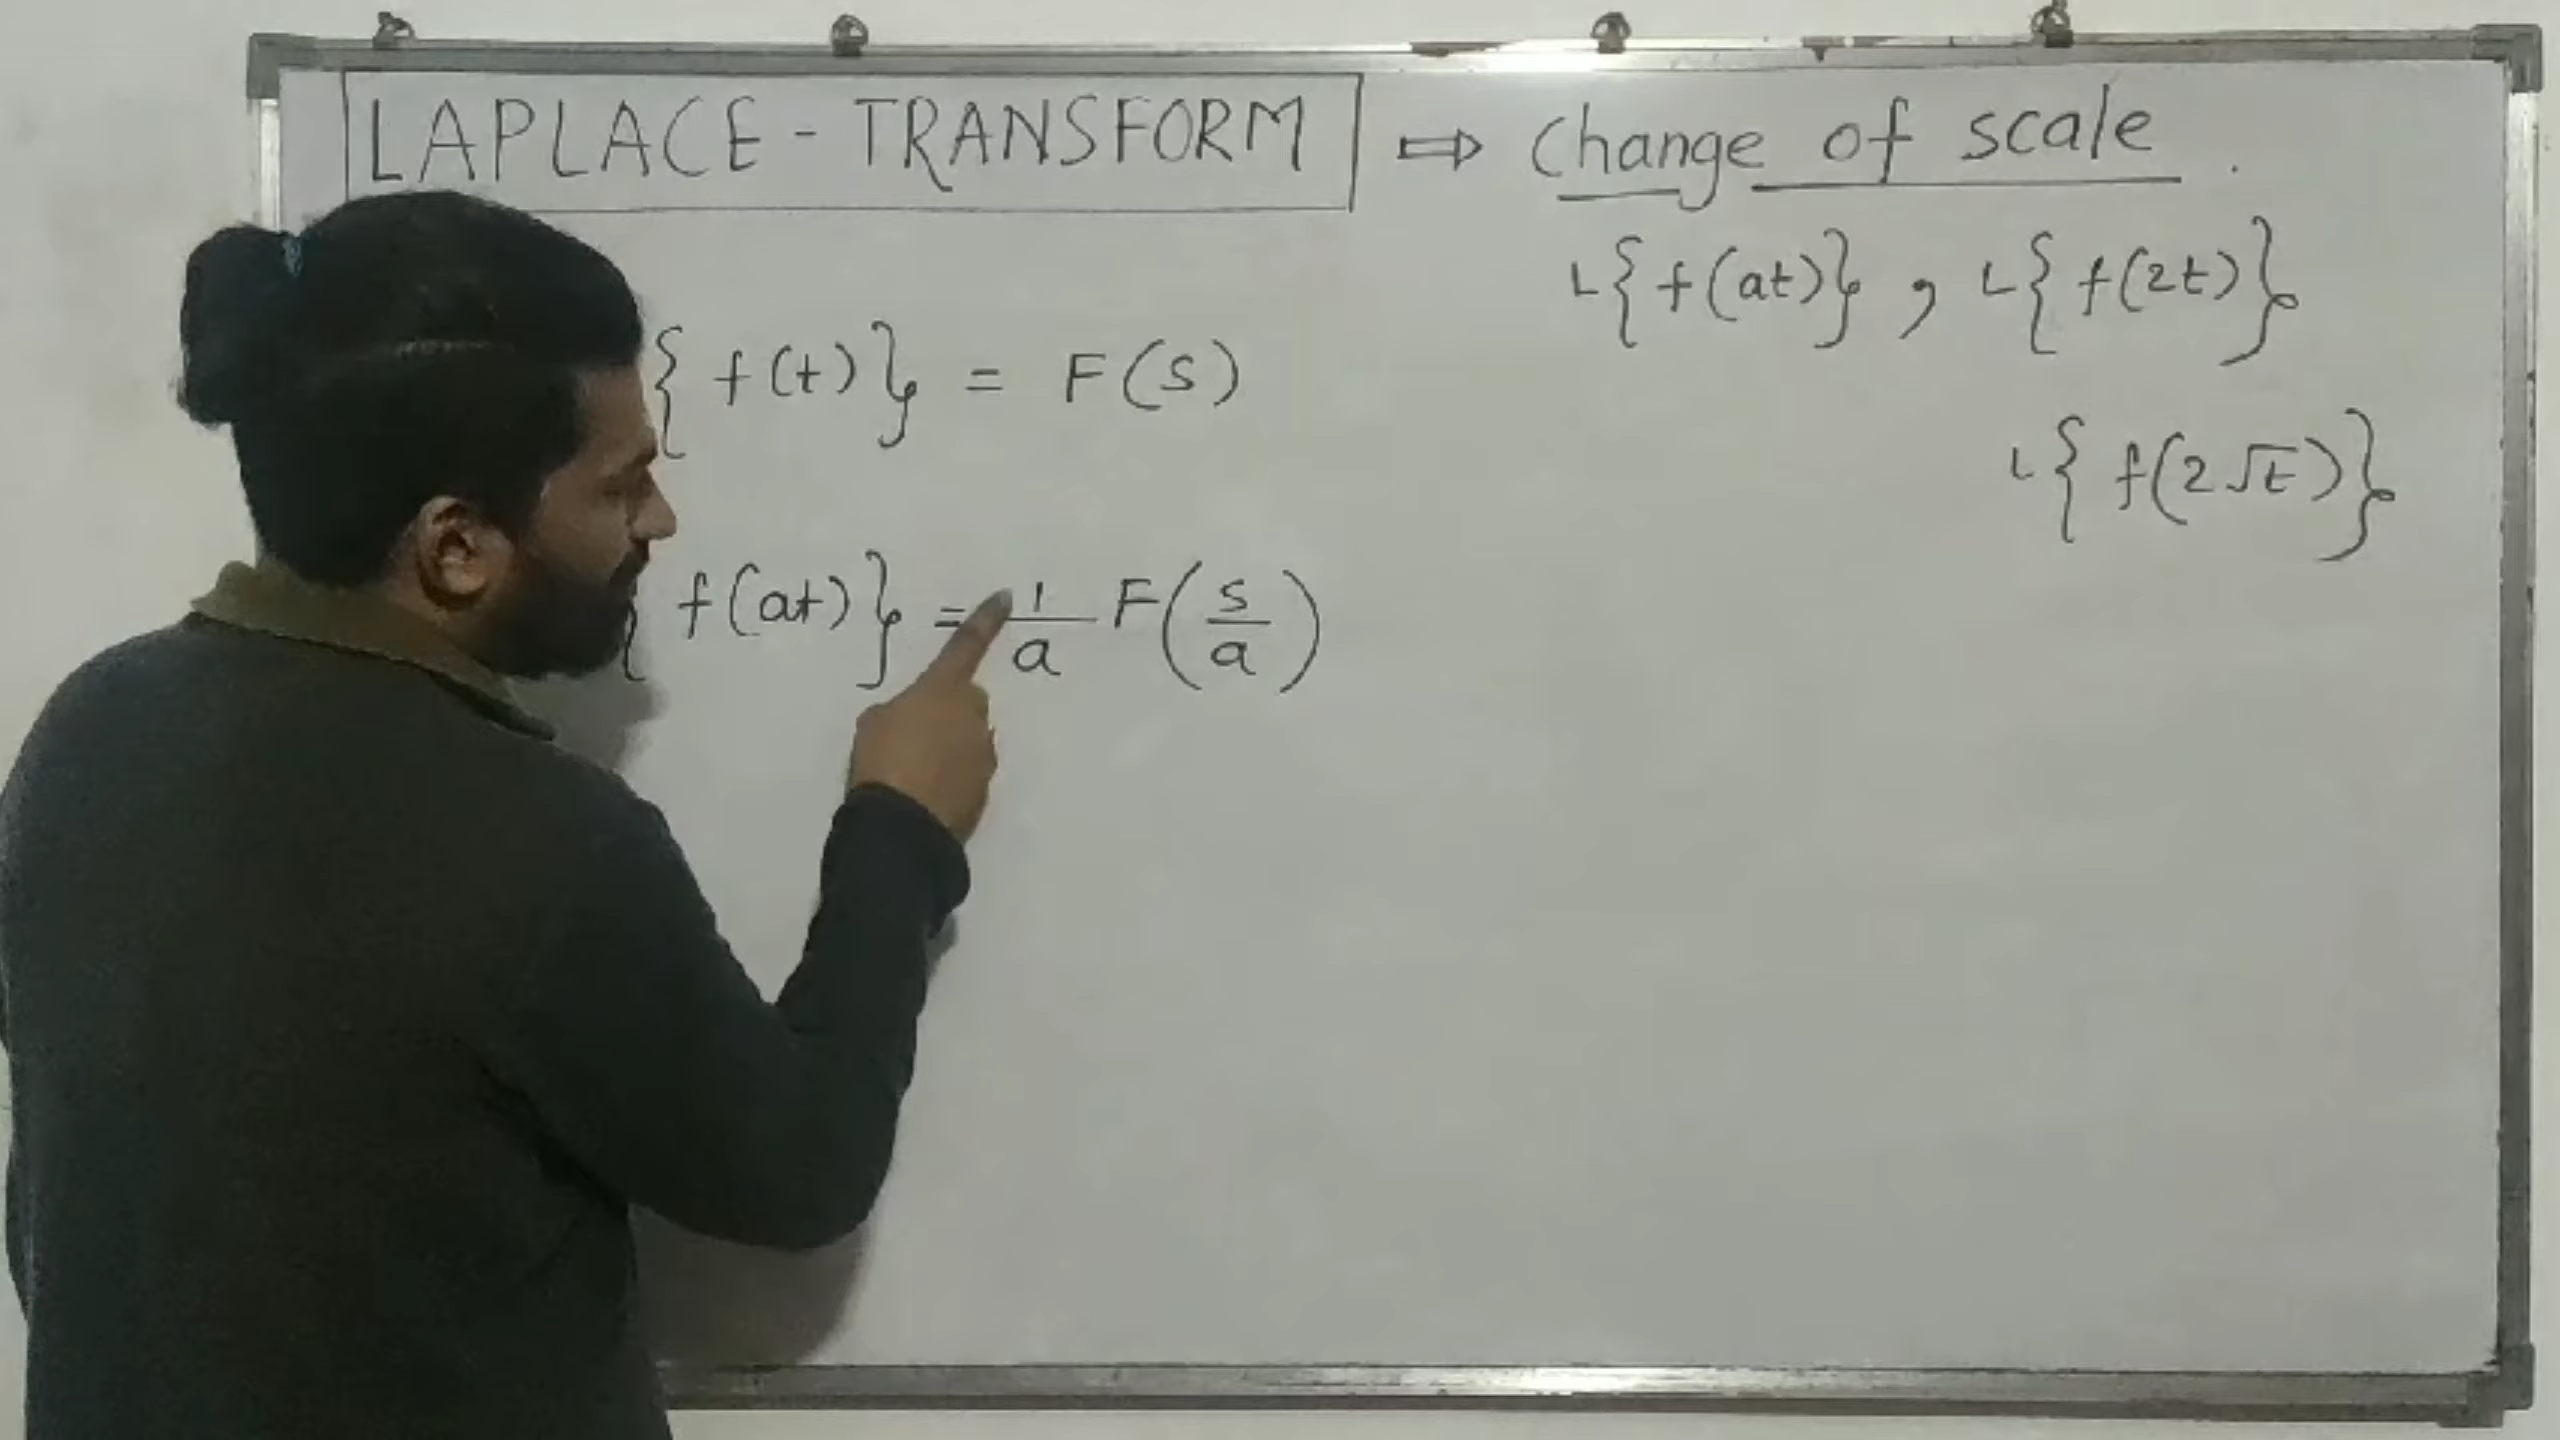 LAPLACE - TRANSFORM ⇒ Change of scale .
L{f(at)} , L{f(2t)}
{f(t)} = F(s)
L{f(2√t)}
{f(at)} = 1/a F(s/a)